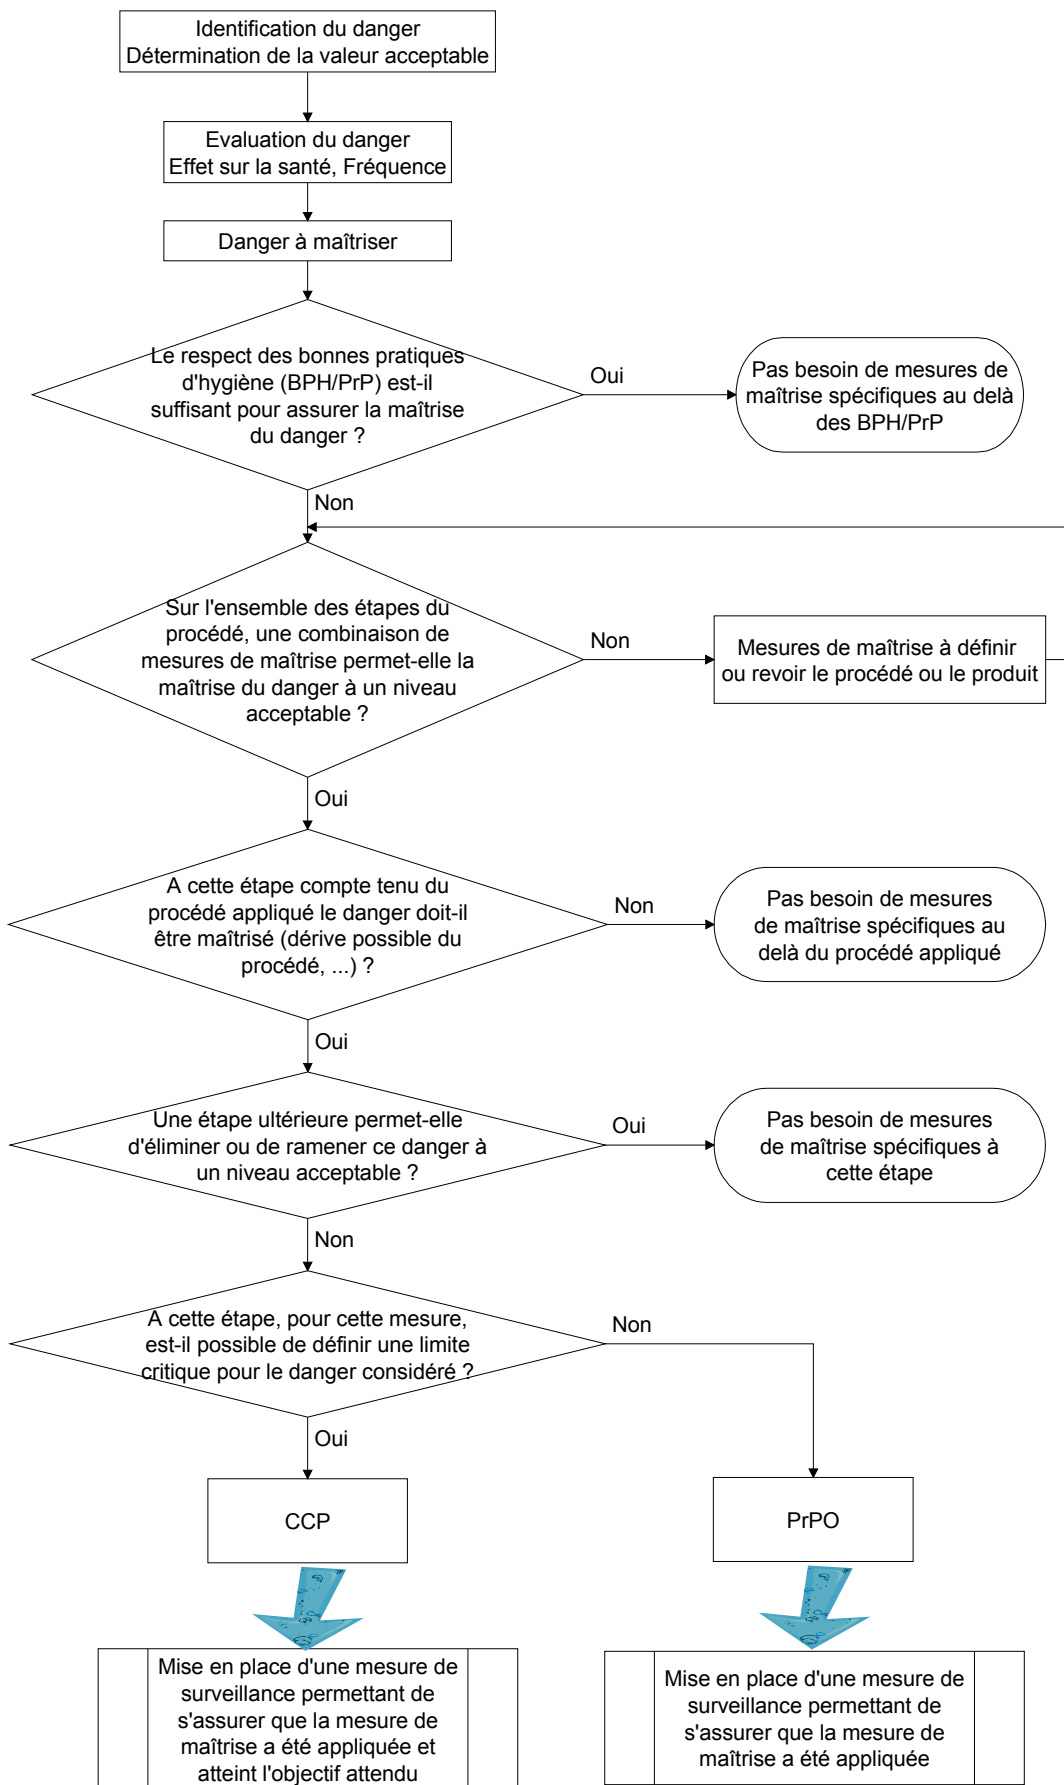 Identification du danger
Détermination de la valeur acceptable
Evaluation du danger
Effet sur la santé, Fréquence
Danger à maîtriser
Le respect des bonnes pratiques
d'hygiène (BPH/PrP) est-il
suffisant pour assurer la maîtrise
du danger ?
Oui
Pas besoin de mesures de
maîtrise spécifiques au delà
des BPH/PrP
Non
Sur l'ensemble des étapes du
procédé, une combinaison de
mesures de maîtrise permet-elle la
maîtrise du danger à un niveau
acceptable ?
Non
Mesures de maîtrise à définir
ou revoir le procédé ou le produit
Oui
A cette étape compte tenu du
procédé appliqué le danger doit-il
être maîtrisé (dérive possible du
procédé, ...) ?
Non
Pas besoin de mesures
de maîtrise spécifiques au
delà du procédé appliqué
Oui
Une étape ultérieure permet-elle
d'éliminer ou de ramener ce danger à
un niveau acceptable ?
Oui
Pas besoin de mesures
de maîtrise spécifiques à
cette étape
Non
A cette étape, pour cette mesure,
est-il possible de définir une limite
critique pour le danger considéré ?
Non
Oui
CCP
PrPO
Mise en place d'une mesure de
surveillance permettant de
s'assurer que la mesure de
maîtrise a été appliquée et
atteint l'objectif attendu
Mise en place d'une mesure de
surveillance permettant de
s'assurer que la mesure de
maîtrise a été appliquée